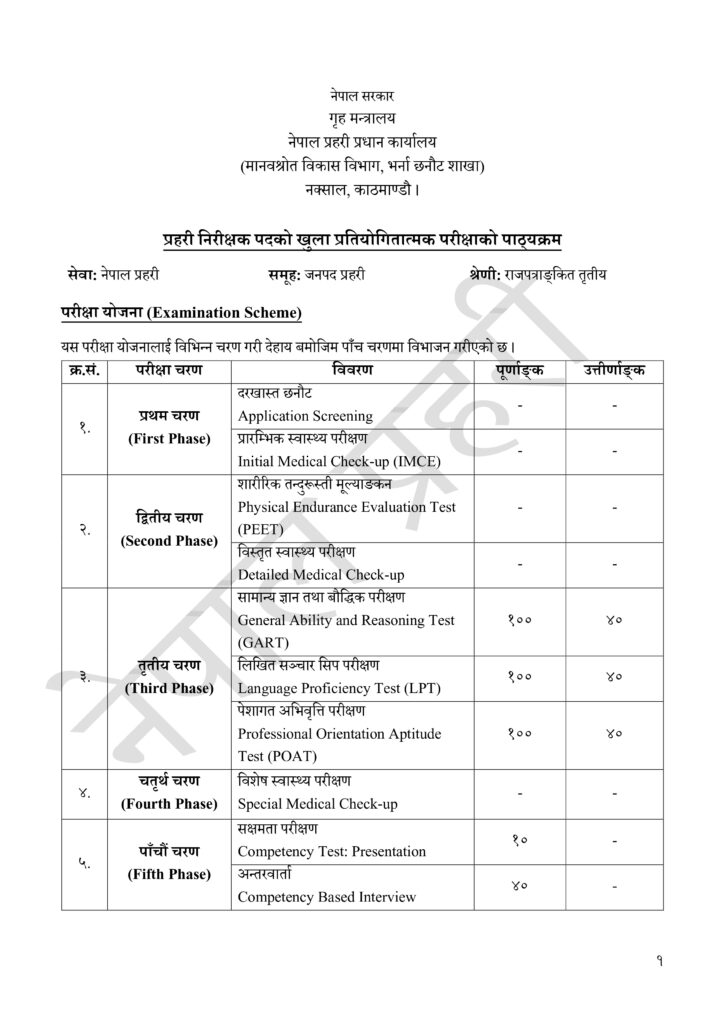 नेपाल सरकार
गृह मन्त्रालय
नेपाल प्रहरी प्रधान कार्यालय
(मानवश्रोत विकास विभाग, भर्ना छनौट शाखा)
नक्साल, काठमाण्डौ ।
प्रहरी निरीक्षक पदको खुला प्रतियोगितात्मक परीक्षाको पाठ्यक्रम
सेवा: नेपाल प्रहरी समूह: जनपद प्रहरी श्रेणी: राजपत्राङ्कित तृतीय
परीक्षा योजना (Examination Scheme)
यस परीक्षा योजनालाई विभिन्न चरण गरी देहाय बमोजिम पाँच चरणमा विभाजन गरीएको छ ।
क्र.सं. परीक्षा चरण विवरण पूर्णाङ्क उत्तीर्णाङ्क
१.
प्रथम चरण
(First Phase)
दरखास्त छनौट
Application Screening - -
प्रारम्भिक स्वास्थ्य परीक्षण
Initial Medical Check-up (IMCE) - -
२.
द्वितीय चरण
(Second Phase)
शारीरिक तन्दुरूस्ती मूल्याङकन
Physical Endurance Evaluation Test - -
(PEET)
विस्तृत स्वास्थ्य परीक्षण
Detailed Medical Check-up - -
३.
तृतीय चरण
(Third Phase)
सामान्य ज्ञान तथा बौद्धिक परीक्षण
General Ability and Reasoning Test १०० ४०
(GART)
लिखित सञ्चार सिप परीक्षण
Language Proficiency Test (LPT) १०० ४०
पेशागत अभिवृत्ति परीक्षण
Professional Orientation Aptitude १०० ४०
Test (POAT)
४.
चतुर्थ चरण
(Fourth Phase)
विशेष स्वास्थ्य परीक्षण
Special Medical Check-up - -
५.
पाँचौं चरण
(Fifth Phase)
सक्षमता परीक्षण
Competency Test: Presentation १० -
अन्तरवार्ता
Competency Based Interview ४० -
१
नेपाल प्रहरी